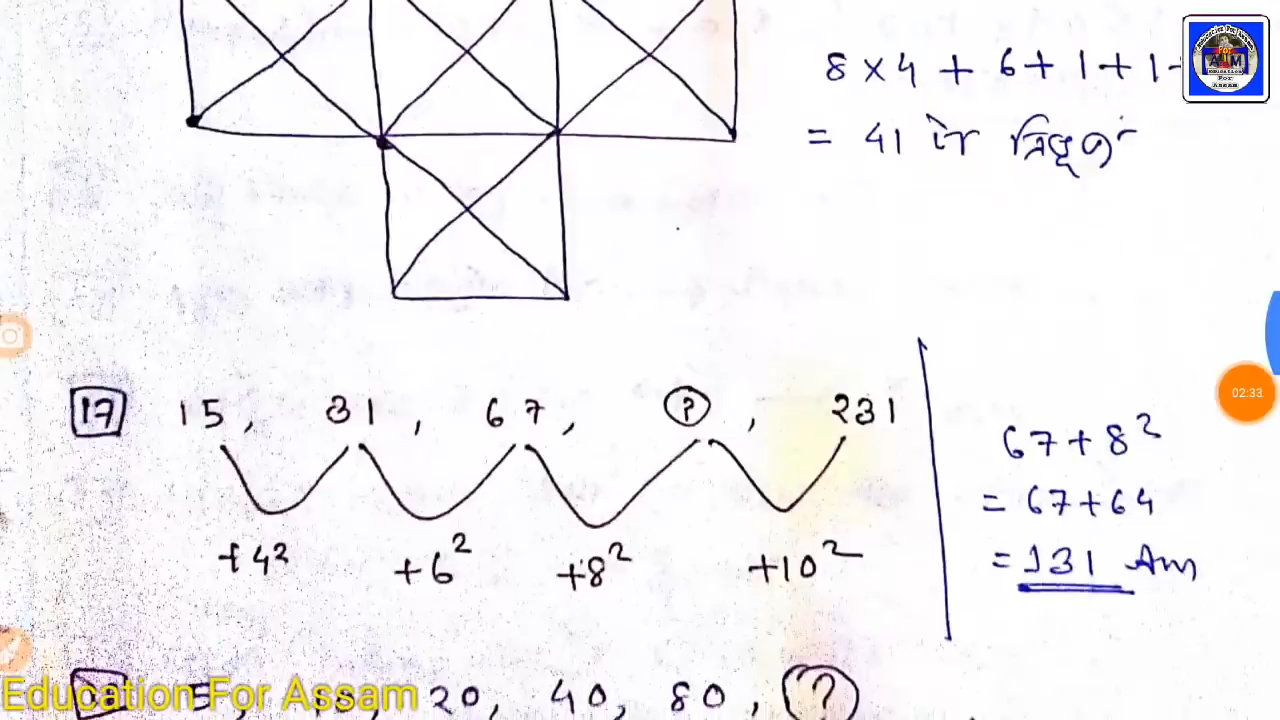 8 × 4 + 6 + 1 + 1 +
= 41
17 15, 31, 67, ?, 231
+4² +6² +8² +10²
67 + 8²
= 67 + 64
= 131 Ans
20, 40, 80, ?
Education For Assam
02:33